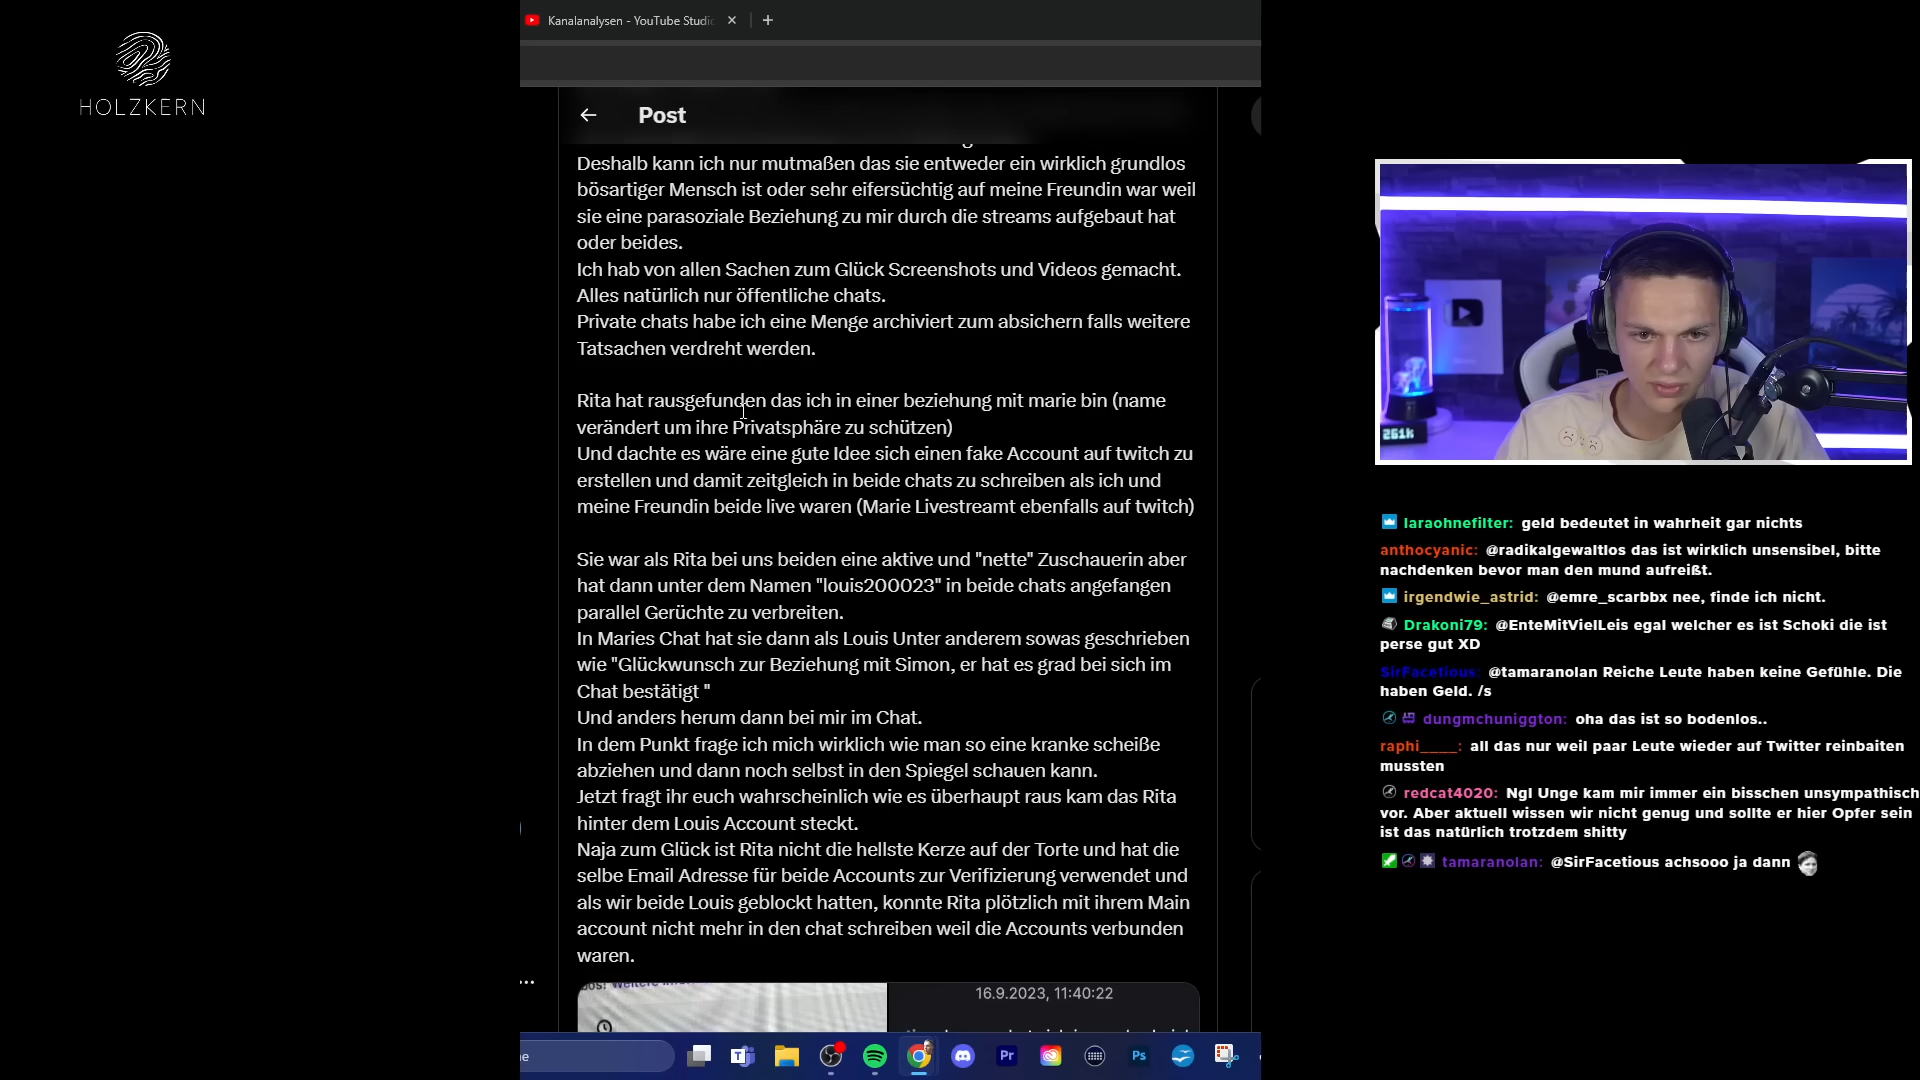 HOLZKERN
Kanalanalysen - YouTube Studio
Post
Deshalb kann ich nur mutmaßen das sie entweder ein wirklich grundlos
bösartiger Mensch ist oder sehr eifersüchtig auf meine Freundin war weil
sie eine parasoziale Beziehung zu mir durch die streams aufgebaut hat
oder beides.
Ich hab von allen Sachen zum Glück Screenshots und Videos gemacht.
Alles natürlich nur öffentliche chats.
Private chats habe ich eine Menge archiviert zum absichern falls weitere
Tatsachen verdreht werden.
Rita hat rausgefunden das ich in einer beziehung mit marie bin (name
verändert um ihre Privatsphäre zu schützen)
Und dachte es wäre eine gute Idee sich einen fake Account auf twitch zu
erstellen und damit zeitgleich in beide chats zu schreiben als ich und
meine Freundin beide live waren (Marie Livestreamt ebenfalls auf twitch)
Sie war als Rita bei uns beiden eine aktive und "nette" Zuschauerin aber
hat dann unter dem Namen "louis200023" in beide chats angefangen
parallel Gerüchte zu verbreiten.
In Maries Chat hat sie dann als Louis Unter anderem sowas geschrieben
wie "Glückwunsch zur Beziehung mit Simon, er hat es grad bei sich im
Chat bestätigt "
Und anders herum dann bei mir im Chat.
In dem Punkt frage ich mich wirklich wie man so eine kranke scheiße
abziehen und dann noch selbst in den Spiegel schauen kann.
Jetzt fragt ihr euch wahrscheinlich wie es überhaupt raus kam das Rita
hinter dem Louis Account steckt.
Naja zum Glück ist Rita nicht die hellste Kerze auf der Torte und hat die
selbe Email Adresse für beide Accounts zur Verifizierung verwendet und
als wir beide Louis geblockt hatten, konnte Rita plötzlich mit ihrem Main
account nicht mehr in den chat schreiben weil die Accounts verbunden
waren.
16.9.2023, 11:40:22
Pr
Ps
261k
laraohnefilter: geld bedeutet in wahrheit gar nichts
anthocyanic: @radikalgewaltlos das ist wirklich unsensibel, bitte
nachdenken bevor man den mund aufreißt.
irgendwie_astrid: @emre_scarbbx nee, finde ich nicht.
Drakoni79: @EnteMitVielLeis egal welcher es ist Schoki die ist
perse gut XD
SirFacetious: @tamaranolan Reiche Leute haben keine Gefühle. Die
haben Geld. /s
dungmchuniggton: oha das ist so bodenlos..
raphi____: all das nur weil paar Leute wieder auf Twitter reinbaiten
mussten
redcat4020: Ngl Unge kam mir immer ein bisschen unsympathisch
vor. Aber aktuell wissen wir nicht genug und sollte er hier Opfer sein
ist das natürlich trotzdem shitty
tamaranolan: @SirFacetious achsooo ja dann